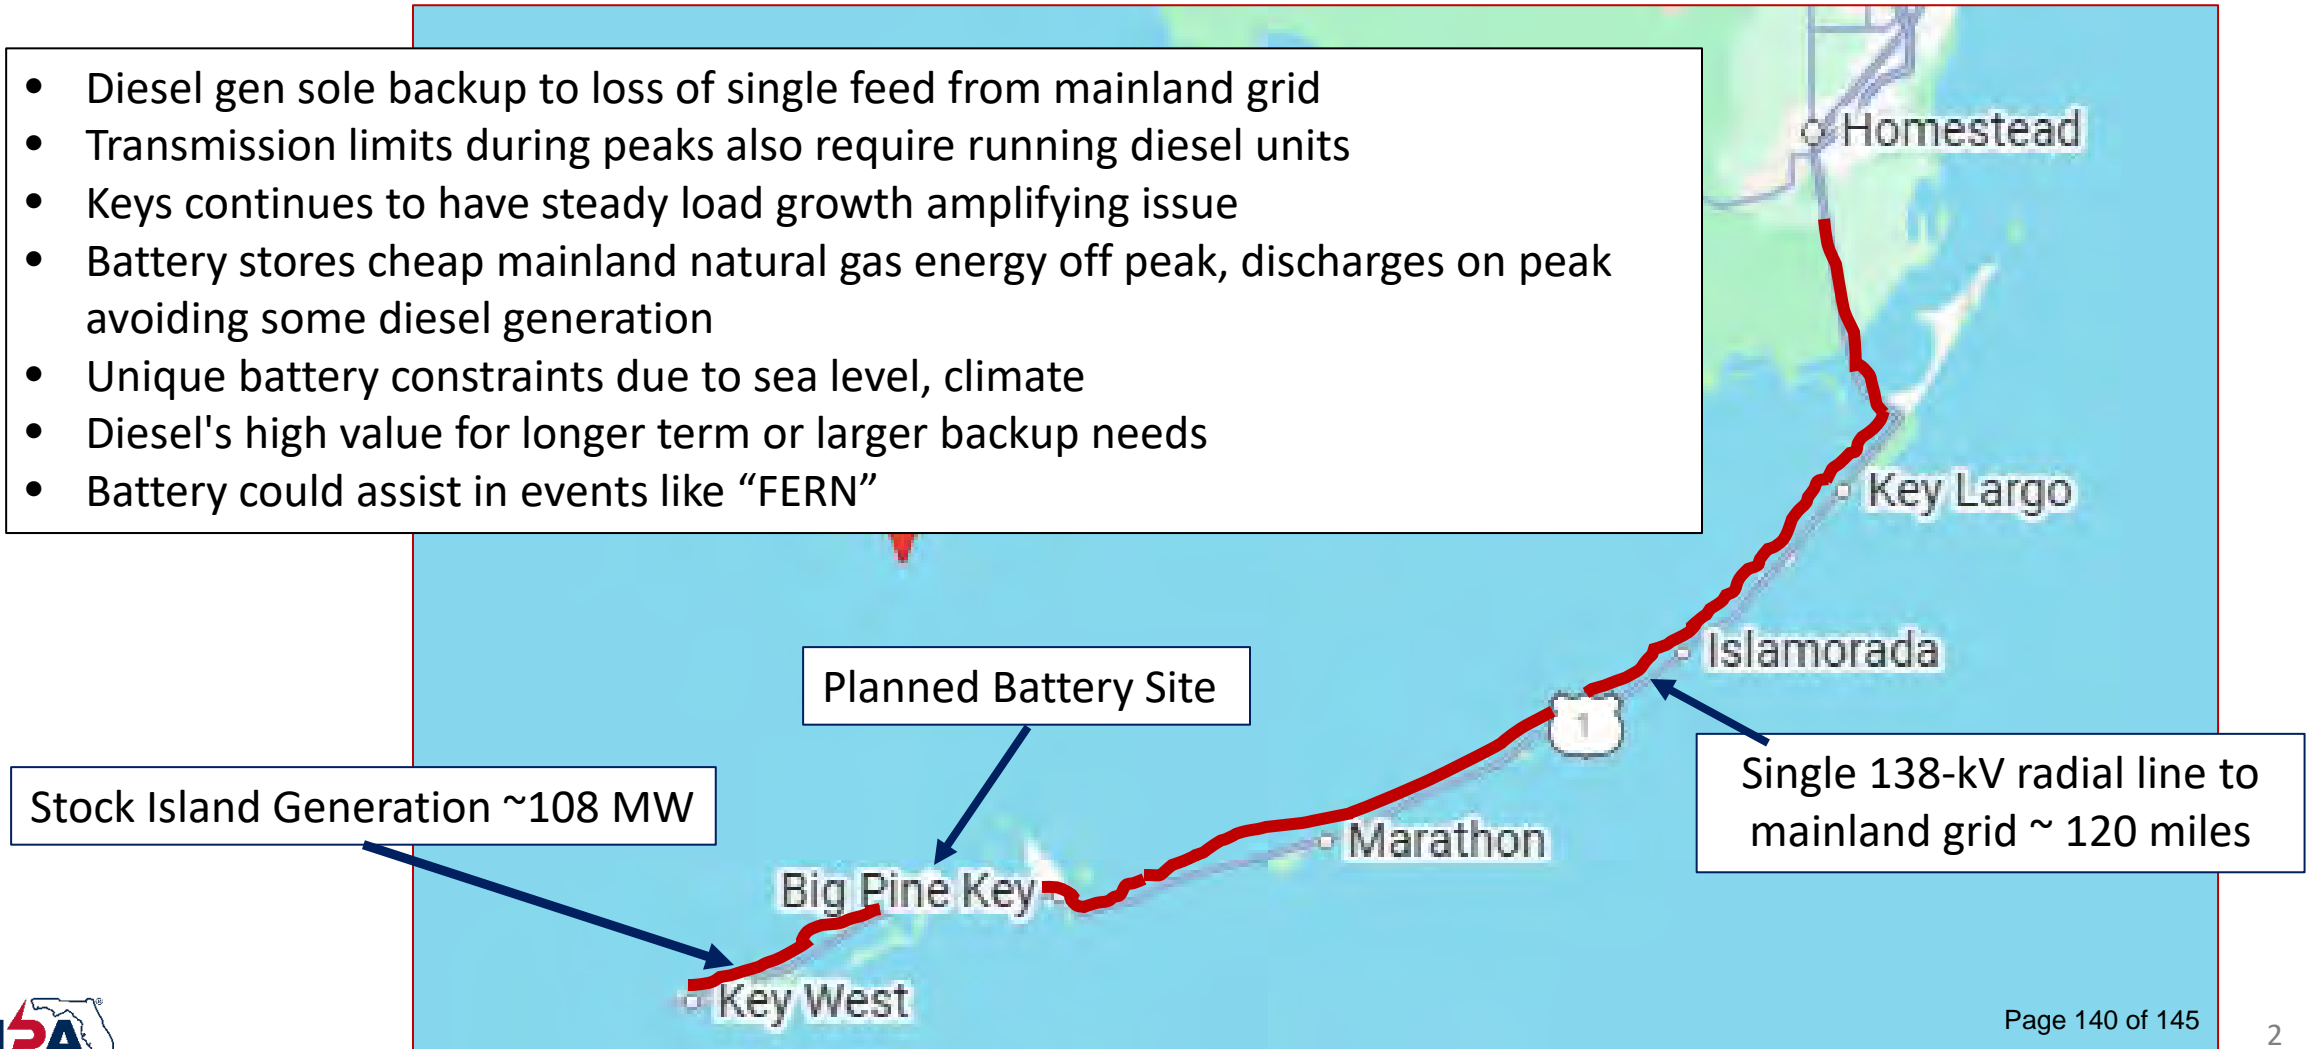 • Diesel gen sole backup to loss of single feed from mainland grid
• Transmission limits during peaks also require running diesel units
• Keys continues to have steady load growth amplifying issue
• Battery stores cheap mainland natural gas energy off peak, discharges on peak
avoiding some diesel generation
• Unique battery constraints due to sea level, climate
• Diesel's high value for longer term or larger backup needs
• Battery could assist in events like “FERN”
Homestead
Key Largo
Islamorada
Planned Battery Site
1
Single 138-kV radial line to
mainland grid ~ 120 miles
Stock Island Generation ~108 MW
Marathon
Big Pine Key
Key West
Page 140 of 145
2